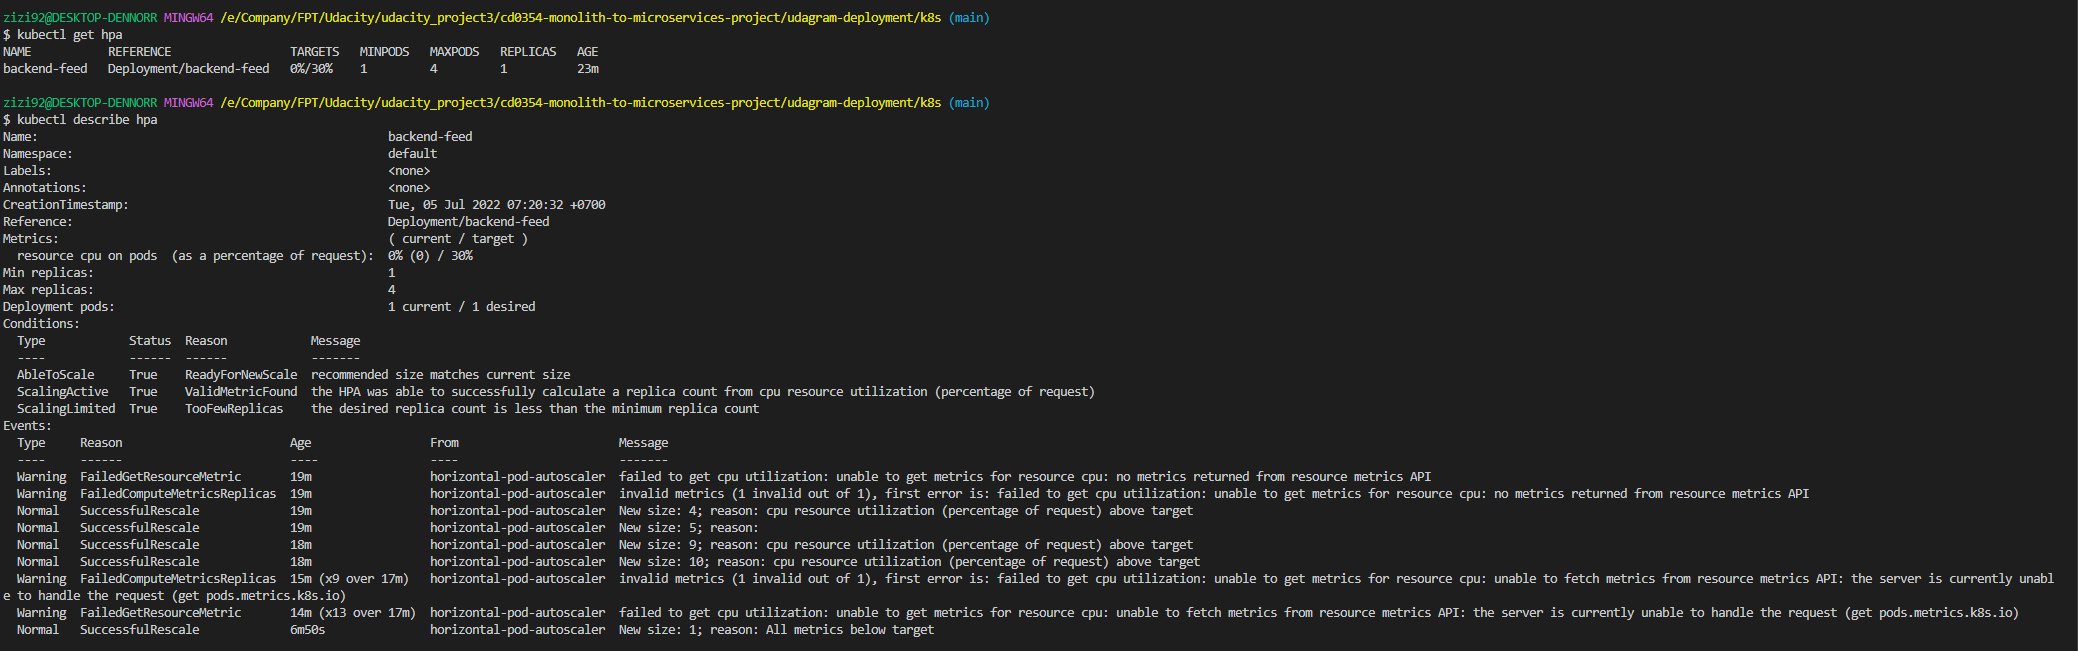 zizi92@DESKTOP-DENNORR MINGW64 /e/Company/FPT/Udacity/udacity_project3/cd0354-monolith-to-microservices-project/udagram-deployment/k8s (main)
$ kubectl get hpa
NAME           REFERENCE                 TARGETS   MINPODS   MAXPODS   REPLICAS   AGE
backend-feed   Deployment/backend-feed   0%/30%    1         4         1          23m
zizi92@DESKTOP-DENNORR MINGW64 /e/Company/FPT/Udacity/udacity_project3/cd0354-monolith-to-microservices-project/udagram-deployment/k8s (main)
$ kubectl describe hpa
Name:                                                  backend-feed
Namespace:                                             default
Labels:                                                <none>
Annotations:                                           <none>
CreationTimestamp:                                     Tue, 05 Jul 2022 07:20:32 +0700
Reference:                                             Deployment/backend-feed
Metrics:                                               ( current / target )
  resource cpu on pods  (as a percentage of request):  0% (0) / 30%
Min replicas:                                          1
Max replicas:                                          4
Deployment pods:                                       1 current / 1 desired
Conditions:
  Type            Status  Reason            Message
  ----            ------  ------            -------
  AbleToScale     True    ReadyForNewScale  recommended size matches current size
  ScalingActive   True    ValidMetricFound  the HPA was able to successfully calculate a replica count from cpu resource utilization (percentage of request)
  ScalingLimited  True    TooFewReplicas    the desired replica count is less than the minimum replica count
Events:
  Type     Reason                        Age                 From                       Message
  ----     ------                        ----                ----                       -------
  Warning  FailedGetResourceMetric       19m                 horizontal-pod-autoscaler  failed to get cpu utilization: unable to get metrics for resource cpu: no metrics returned from resource metrics API
  Warning  FailedComputeMetricsReplicas  19m                 horizontal-pod-autoscaler  invalid metrics (1 invalid out of 1), first error is: failed to get cpu utilization: unable to get metrics for resource cpu: no metrics returned from resource metrics API
  Normal   SuccessfulRescale             19m                 horizontal-pod-autoscaler  New size: 4; reason: cpu resource utilization (percentage of request) above target
  Normal   SuccessfulRescale             19m                 horizontal-pod-autoscaler  New size: 5; reason:
  Normal   SuccessfulRescale             18m                 horizontal-pod-autoscaler  New size: 9; reason: cpu resource utilization (percentage of request) above target
  Normal   SuccessfulRescale             18m                 horizontal-pod-autoscaler  New size: 10; reason: cpu resource utilization (percentage of request) above target
  Warning  FailedComputeMetricsReplicas  15m (x9 over 17m)   horizontal-pod-autoscaler  invalid metrics (1 invalid out of 1), first error is: failed to get cpu utilization: unable to get metrics for resource cpu: unable to fetch metrics from resource metrics API: the server is currently unabl
e to handle the request (get pods.metrics.k8s.io)
  Warning  FailedGetResourceMetric       14m (x13 over 17m)  horizontal-pod-autoscaler  failed to get cpu utilization: unable to get metrics for resource cpu: unable to fetch metrics from resource metrics API: the server is currently unable to handle the request (get pods.metrics.k8s.io)
  Normal   SuccessfulRescale             6m50s               horizontal-pod-autoscaler  New size: 1; reason: All metrics below target